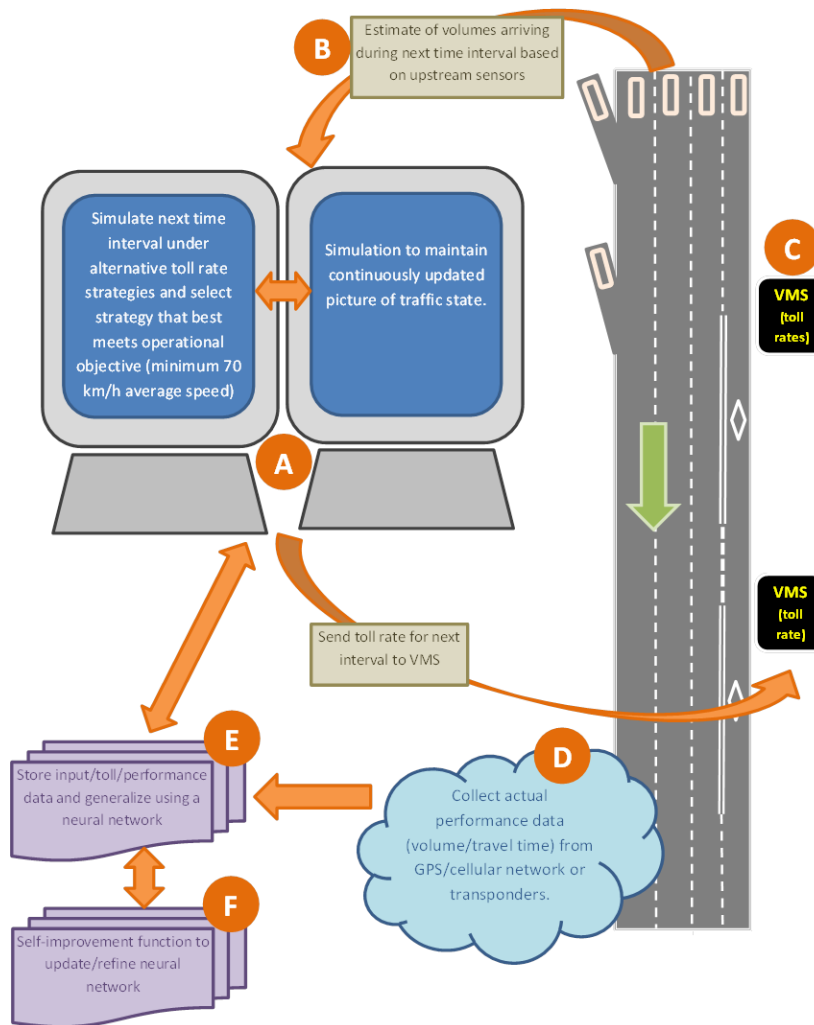 B
Estimate of volumes arriving
during next time interval based
on upstream sensors
Simulate next time
interval under
alternative toll rate
strategies and select
strategy that best
meets operational
objective (minimum 70
km/h average speed)
Simulation to maintain
continuously updated
picture of traffic state.
C
VMS
(toll
rates)
A
VMS
(toll
rate)
Send toll rate for next
interval to VMS
E
Store input/toll/performance
data and generalize using a
neural network
D
Collect actual
performance data
(volume/travel time) from
GPS/cellular network or
transponders.
F
Self-improvement function to
update/refine neural
network